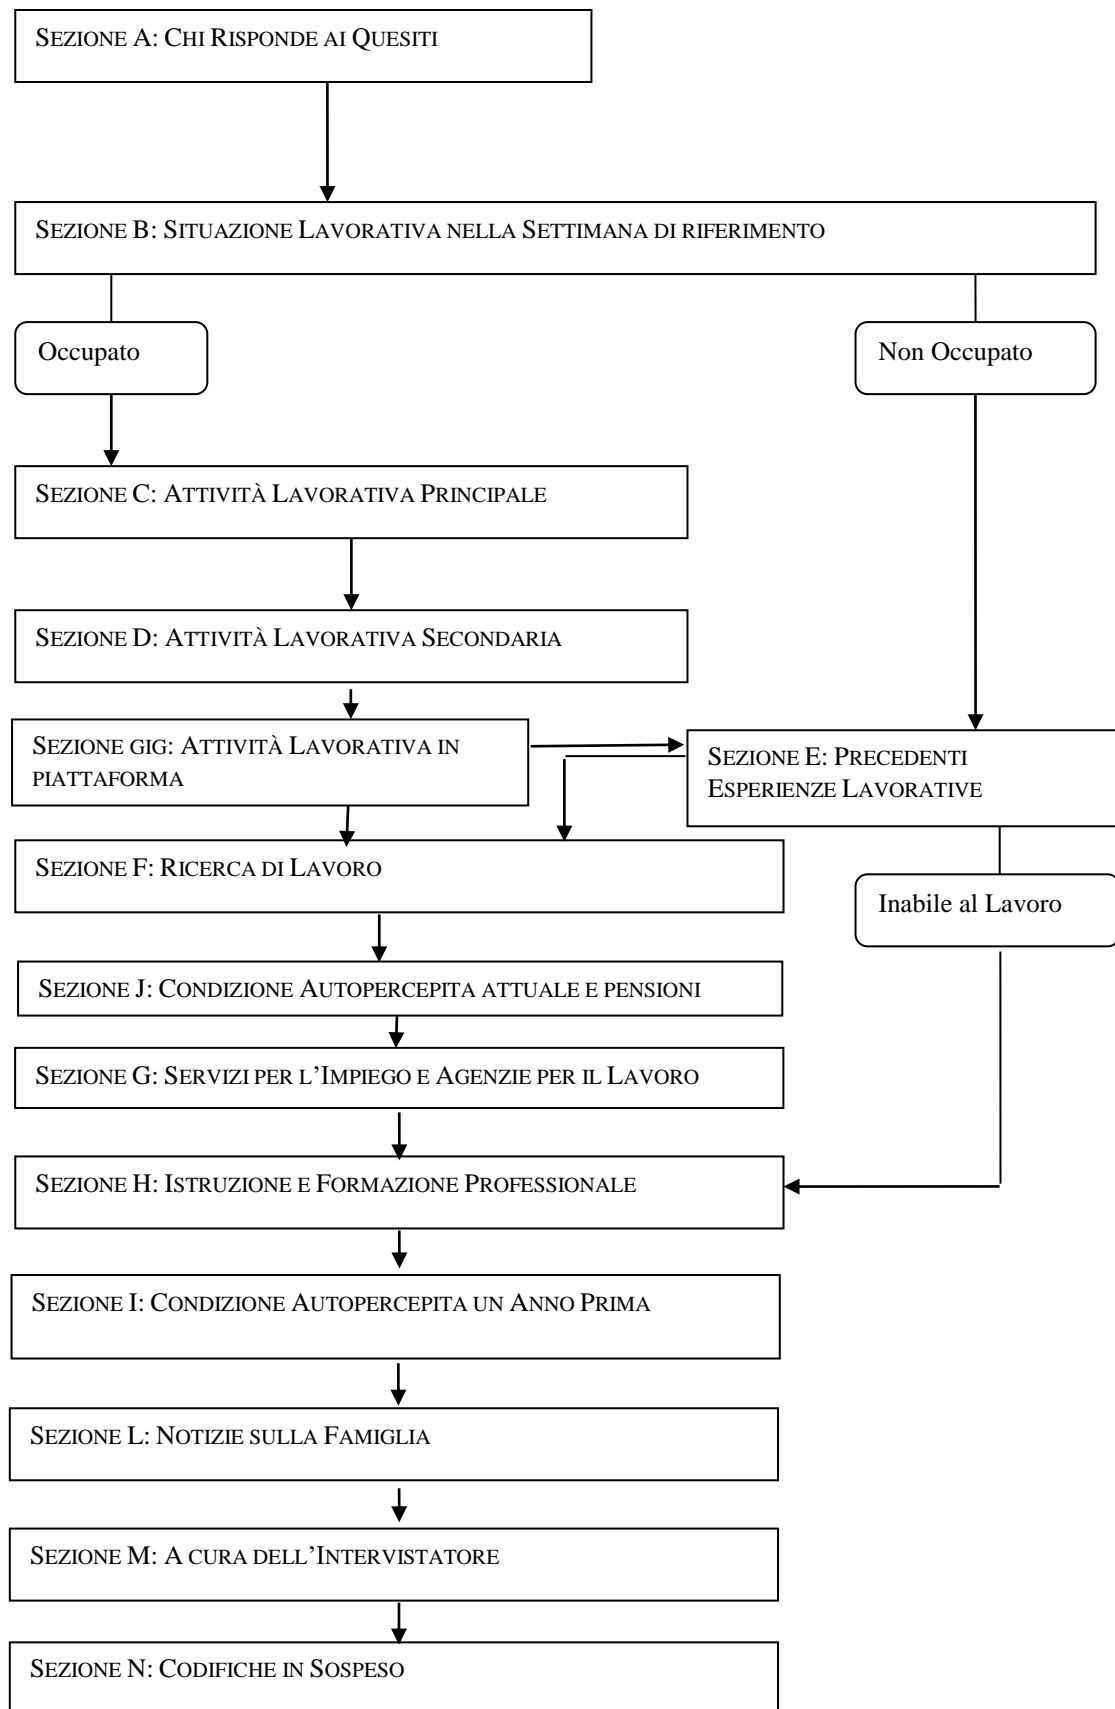 SEZIONE A: CHI RISPONDE AI QUESITI
SEZIONE B: SITUAZIONE LAVORATIVA NELLA SETTIMANA DI RIFERIMENTO
Occupato
Non Occupato
SEZIONE C: ATTIVITÀ LAVORATIVA PRINCIPALE
SEZIONE D: ATTIVITÀ LAVORATIVA SECONDARIA
SEZIONE GIG: ATTIVITÀ LAVORATIVA IN
PIATTAFORMA
SEZIONE E: PRECEDENTI
ESPERIENZE LAVORATIVE
SEZIONE F: RICERCA DI LAVORO
Inabile al Lavoro
SEZIONE J: CONDIZIONE AUTOPERCEPITA ATTUALE E PENSIONI
SEZIONE G: SERVIZI PER L'IMPIEGO E AGENZIE PER IL LAVORO
SEZIONE H: ISTRUZIONE E FORMAZIONE PROFESSIONALE
SEZIONE I: CONDIZIONE AUTOPERCEPITA UN ANNO PRIMA
SEZIONE L: NOTIZIE SULLA FAMIGLIA
SEZIONE M: A CURA DELL'INTERVISTATORE
SEZIONE N: CODIFICHE IN SOSPESO